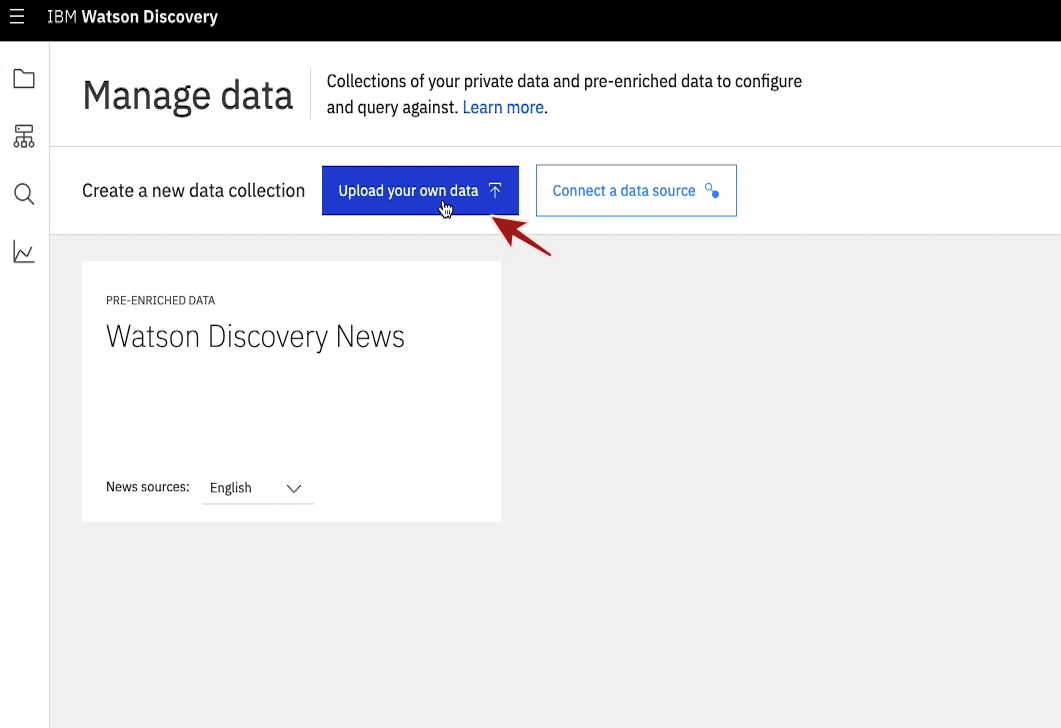 IBM Watson Discovery
Manage data
Collections of your private data and pre-enriched data to configure
and query against. Learn more.
Create a new data collection
Upload your own data
Connect a data source
PRE-ENRICHED DATA
Watson Discovery News
News sources:
English